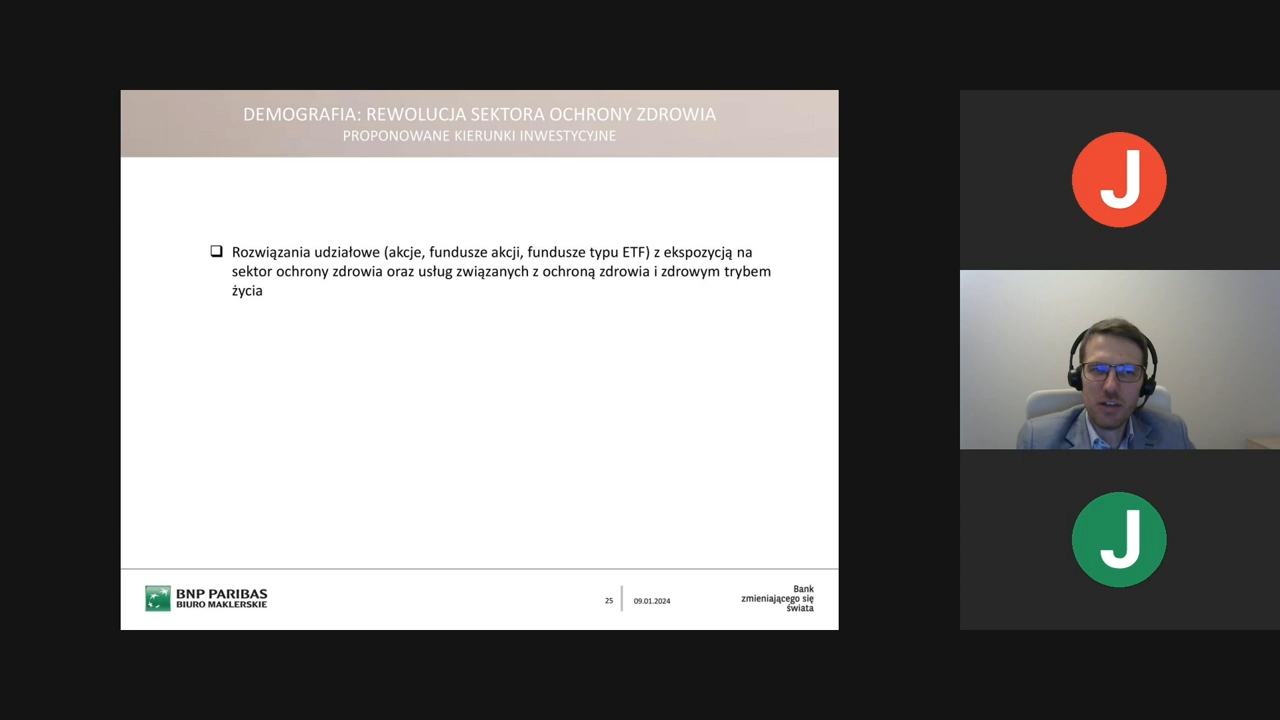 DEMOGRAFIA: REWOLUCJA SEKTORA OCHRONY ZDROWIA
PROPONOWANE KIERUNKI INWESTYCYJNE
Rozwiązania udziałowe (akcje, fundusze akcji, fundusze typu ETF) z ekspozycją na
sektor ochrony zdrowia oraz usług związanych z ochroną zdrowia i zdrowym trybem
życia
BNP PARIBAS
BIURO MAKLERSKIE
25
09.01.2024
Bank
zmieniającego się
świata
J
J